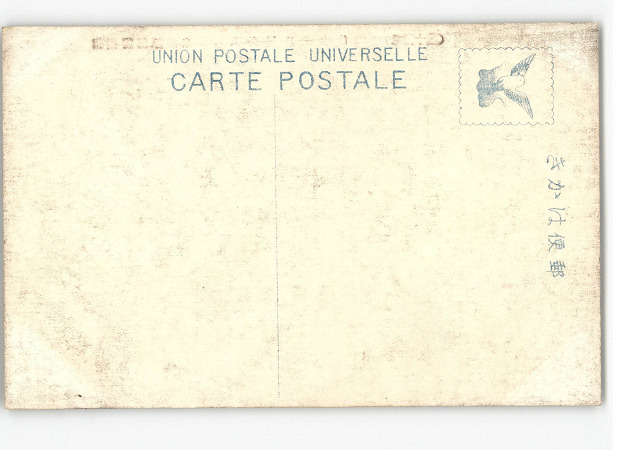 UNION POSTALE UNIVERSELLE
CARTE POSTALE
郵便はかき